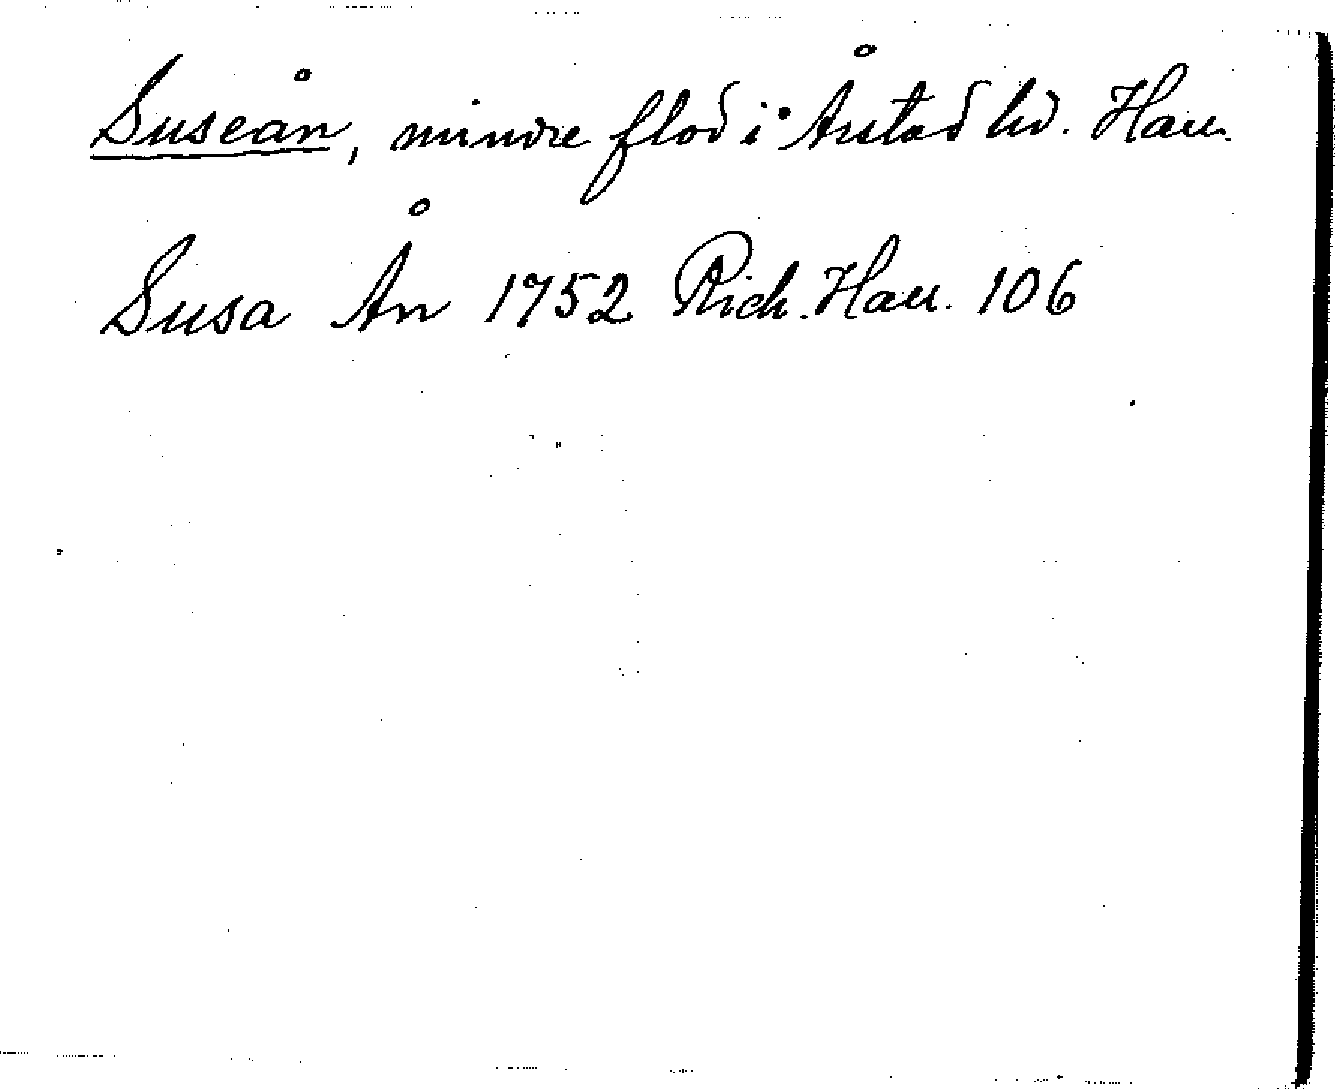 Suseån, mindre flod i Årstad hd. Hall.
Susa Ån 1752 Rich. Hall. 106